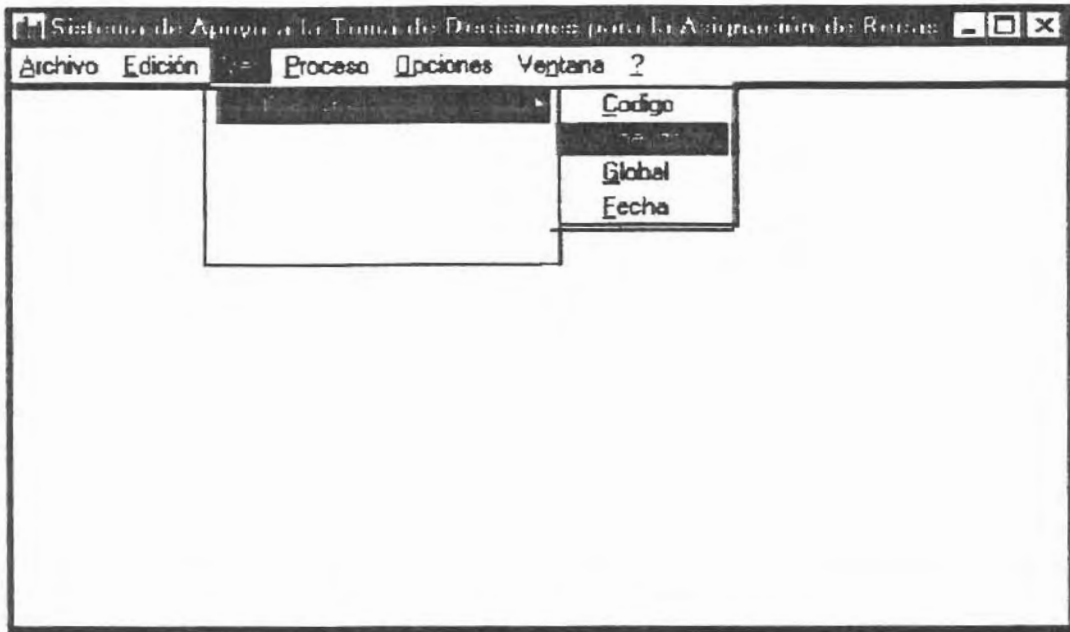 Sistema de Apoyo a la Toma de Decisiones para la Asignación de Becas
Archivo Edición Proceso Opciones Ventana ?
Codigo
Global
Fecha